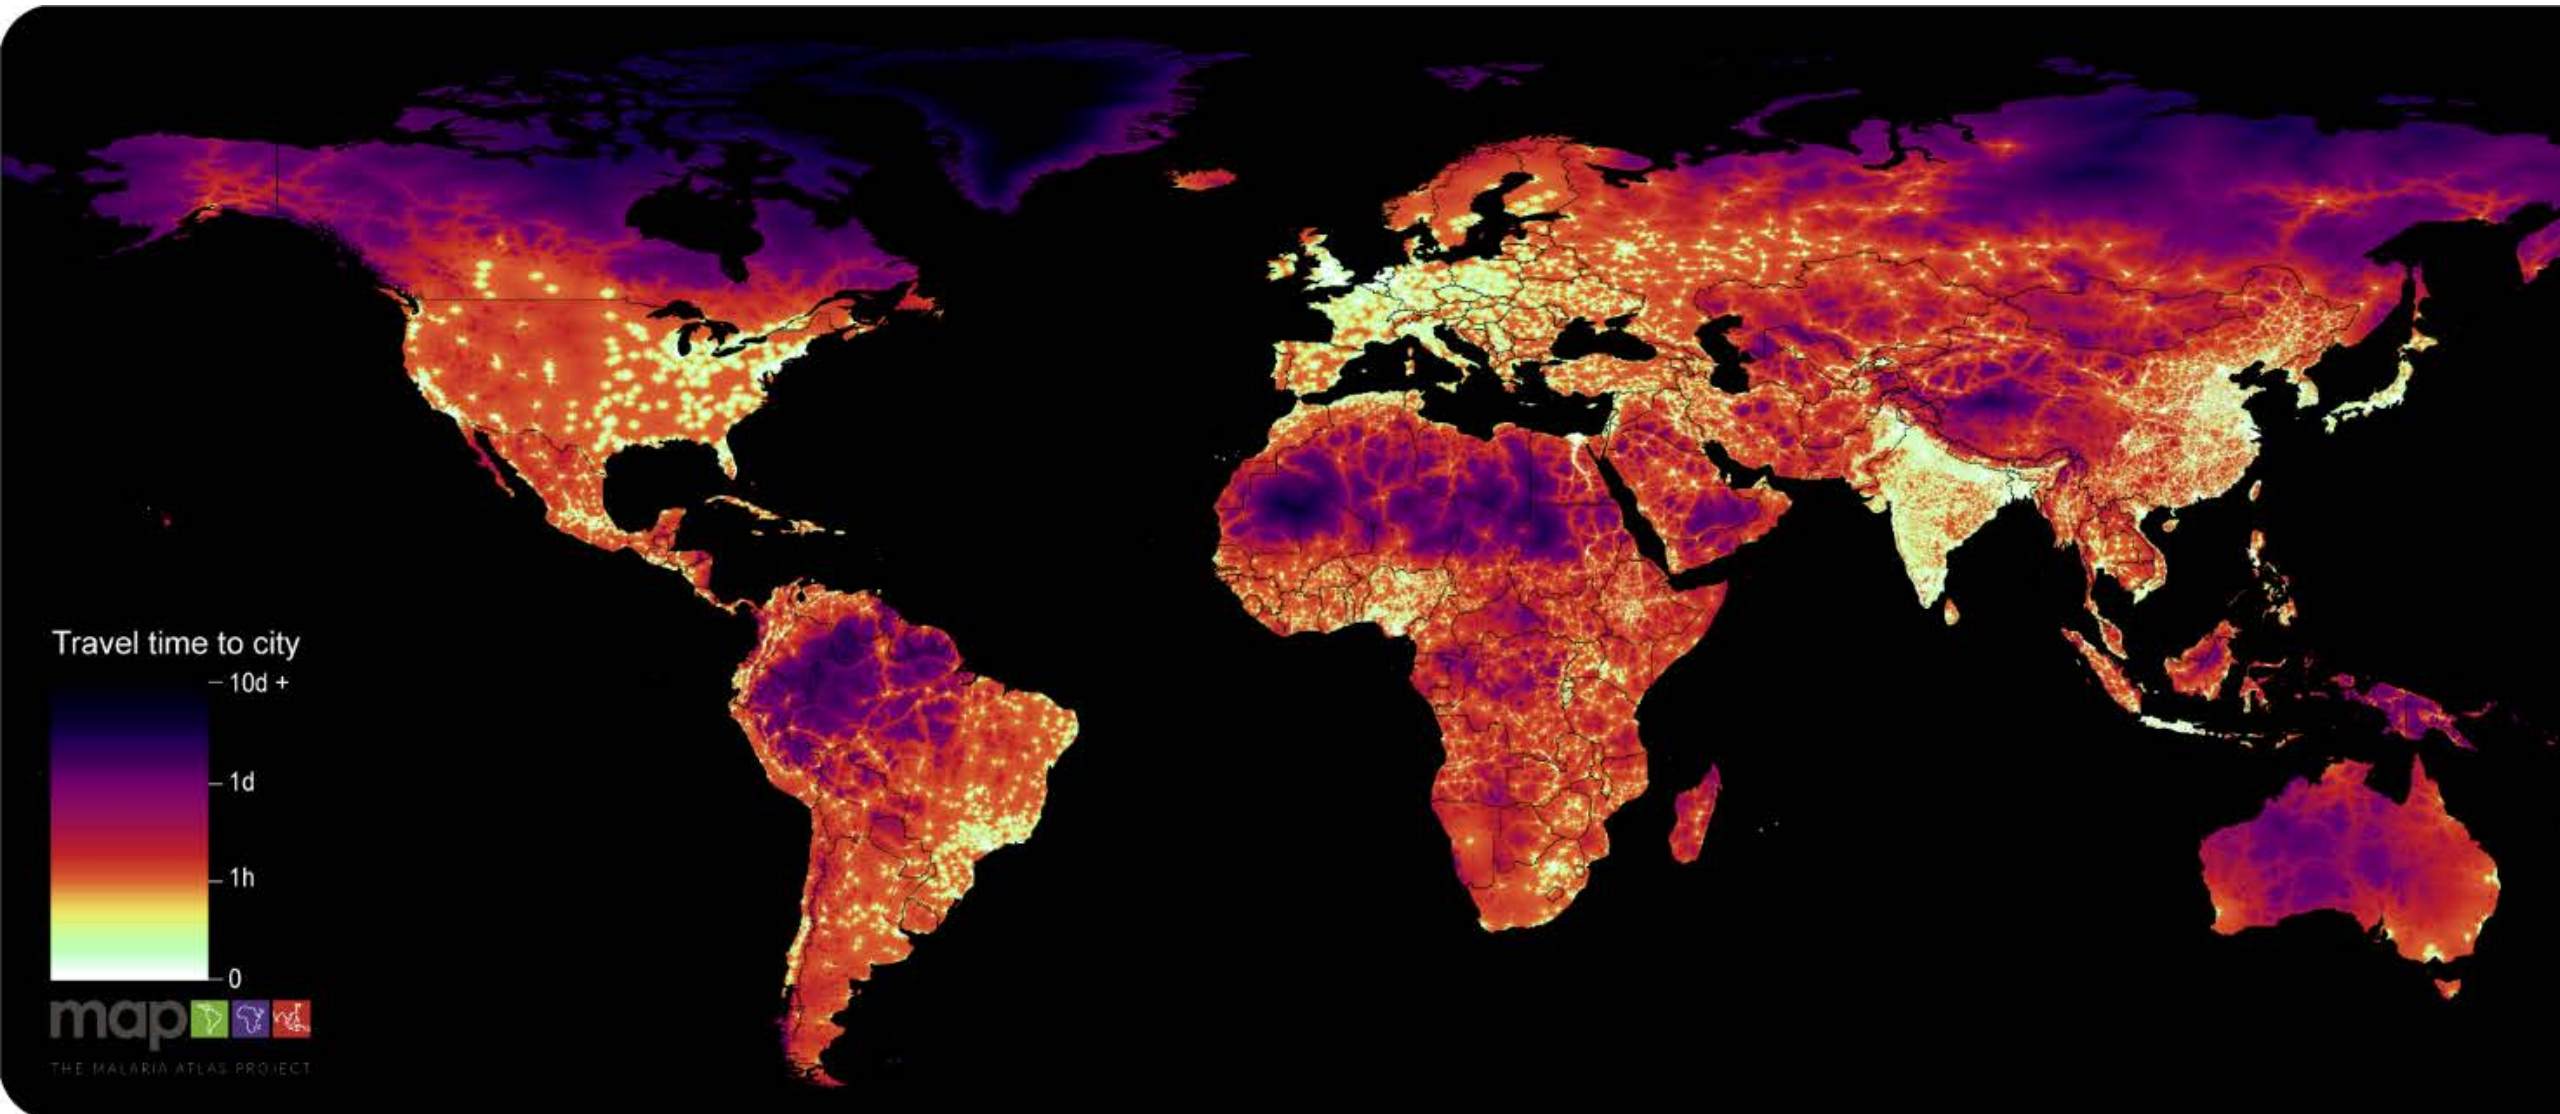 Travel time to city
10d +
1d
1h
0
map
THE MALARIA ATLAS PROJECT